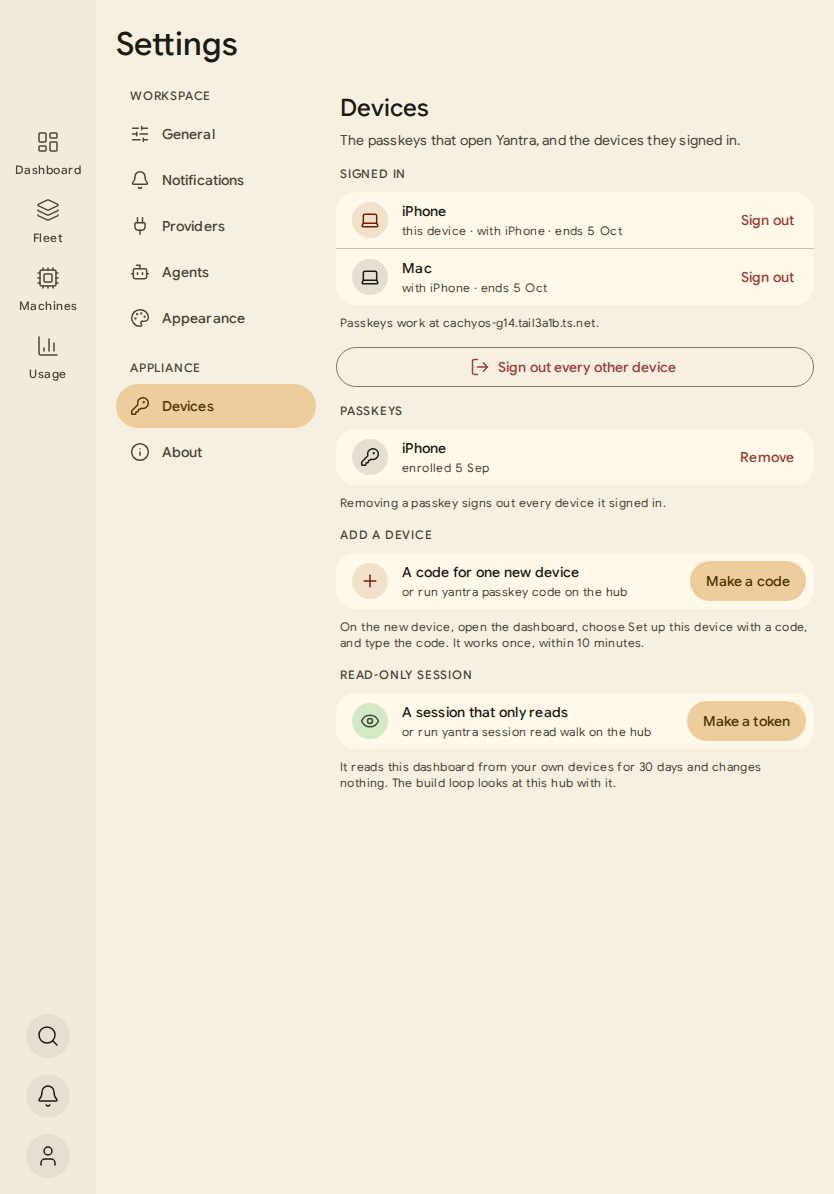 Settings
Dashboard
Fleet
Machines
Usage
WORKSPACE
General
Notifications
Providers
Agents
Appearance
APPLIANCE
Devices
About
Devices
The passkeys that open Yantra, and the devices they signed in.
SIGNED IN
iPhone
this device · with iPhone · ends 5 Oct
Sign out
Mac
with iPhone · ends 5 Oct
Sign out
Passkeys work at cachyos-g14.tail3a1b.ts.net.
Sign out every other device
PASSKEYS
iPhone
enrolled 5 Sep
Remove
Removing a passkey signs out every device it signed in.
ADD A DEVICE
A code for one new device
or run yantra passkey code on the hub
Make a code
On the new device, open the dashboard, choose Set up this device with a code,
and type the code. It works once, within 10 minutes.
READ-ONLY SESSION
A session that only reads
or run yantra session read walk on the hub
Make a token
It reads this dashboard from your own devices for 30 days and changes
nothing. The build loop looks at this hub with it.